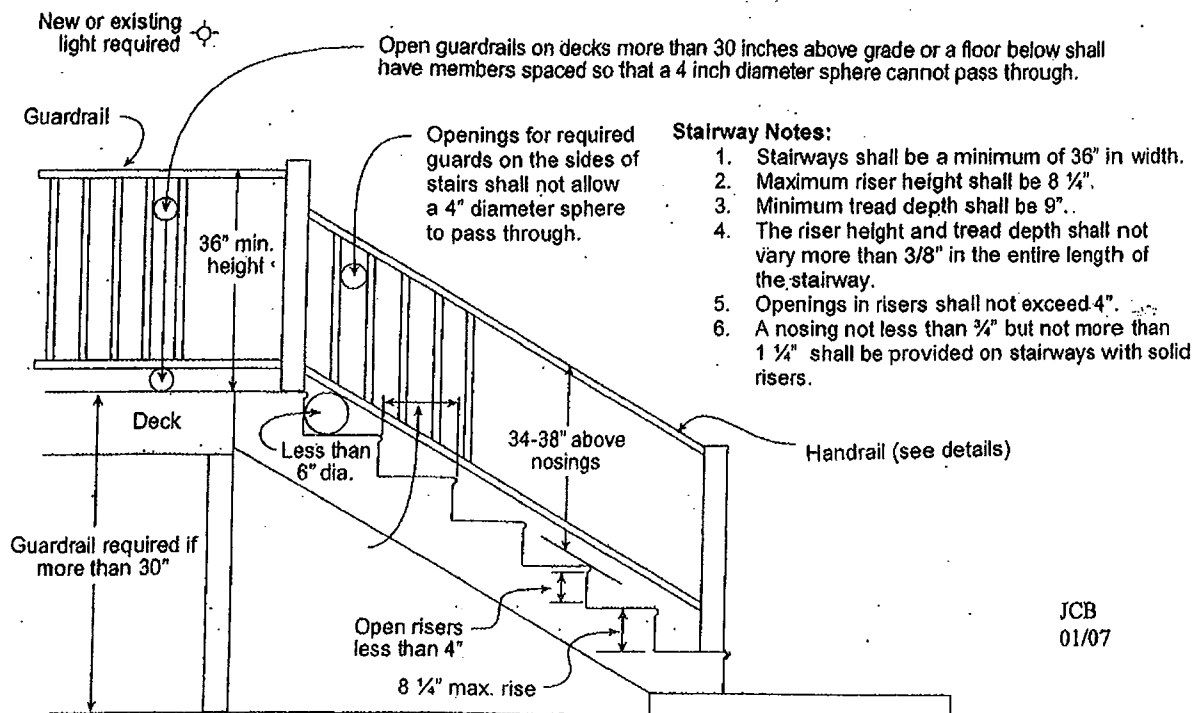 New or existing
light required
Open guardrails on decks more than 30 inches above grade or a floor below shall
have members spaced so that a 4 inch diameter sphere cannot pass through.
Guardrail
Openings for required
guards on the sides of
stairs shall not allow
a 4" diameter sphere
to pass through.
Stairway Notes:
1. Stairways shall be a minimum of 36" in width.
2. Maximum riser height shall be 8 ¼".
3. Minimum tread depth shall be 9"..
4. The riser height and tread depth shall not
vary more than 3/8" in the entire length of
the stairway.
5. Openings in risers shall not exceed 4".
6. A nosing not less than ¾" but not more than
1 ¼" shall be provided on stairways with solid
risers.
36" min.
height
Deck
Less than
6" dia.
34-38" above
nosings
Handrail (see details)
Guardrail required if
more than 30"
Open risers
less than 4"
8 ¼" max. rise
JCB
01/07